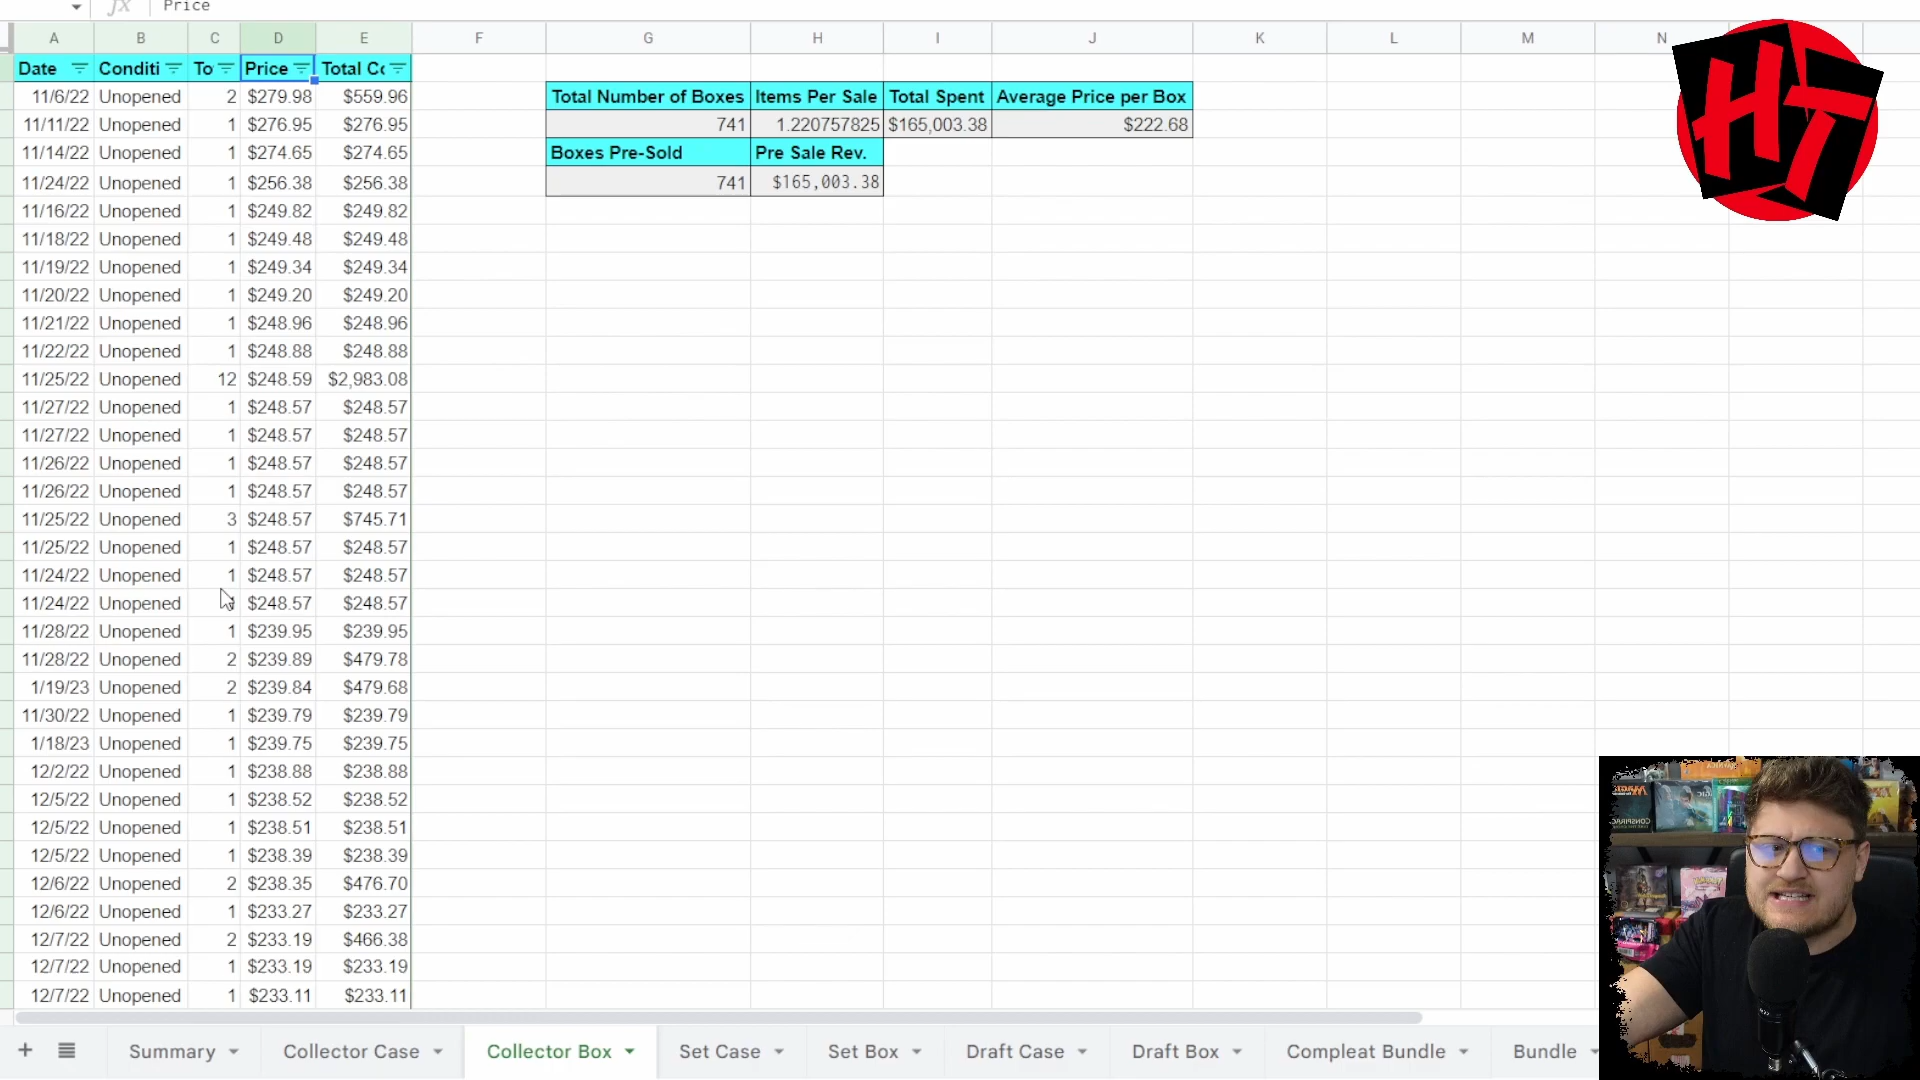 fx Price
A B C D E F G H I J K L M N
Date Conditi To Price Total Co
11/6/22 Unopened 2 $279.98 $559.96 Total Number of Boxes Items Per Sale Total Spent Average Price per Box
11/11/22 Unopened 1 $276.95 $276.95 741 1.220757825 $165,003.38 $222.68
11/14/22 Unopened 1 $274.65 $274.65 Boxes Pre-Sold Pre Sale Rev.
11/24/22 Unopened 1 $256.38 $256.38 741 $165,003.38
11/16/22 Unopened 1 $249.82 $249.82
11/18/22 Unopened 1 $249.48 $249.48
11/19/22 Unopened 1 $249.34 $249.34
11/20/22 Unopened 1 $249.20 $249.20
11/21/22 Unopened 1 $248.96 $248.96
11/22/22 Unopened 1 $248.88 $248.88
11/25/22 Unopened 12 $248.59 $2,983.08
11/27/22 Unopened 1 $248.57 $248.57
11/27/22 Unopened 1 $248.57 $248.57
11/26/22 Unopened 1 $248.57 $248.57
11/26/22 Unopened 1 $248.57 $248.57
11/25/22 Unopened 3 $248.57 $745.71
11/25/22 Unopened 1 $248.57 $248.57
11/24/22 Unopened 1 $248.57 $248.57
11/24/22 Unopened $248.57 $248.57
11/28/22 Unopened 1 $239.95 $239.95
11/28/22 Unopened 2 $239.89 $479.78
1/19/23 Unopened 2 $239.84 $479.68
11/30/22 Unopened 1 $239.79 $239.79
1/18/23 Unopened 1 $239.75 $239.75
12/2/22 Unopened 1 $238.88 $238.88
12/5/22 Unopened 1 $238.52 $238.52
12/5/22 Unopened 1 $238.51 $238.51
12/5/22 Unopened 1 $238.39 $238.39
12/6/22 Unopened 2 $238.35 $476.70
12/6/22 Unopened 1 $233.27 $233.27
12/7/22 Unopened 2 $233.19 $466.38
12/7/22 Unopened 1 $233.19 $233.19
12/7/22 Unopened 1 $233.11 $233.11
+ Summary Collector Case Collector Box Set Case Set Box Draft Case Draft Box Compleat Bundle Bundle
HT